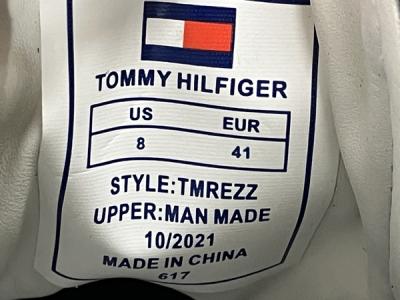 TOMMY HILFIGER
US EUR
8 41
STYLE:TMREZZ
UPPER:MAN MADE
10/2021
MADE IN CHINA
617